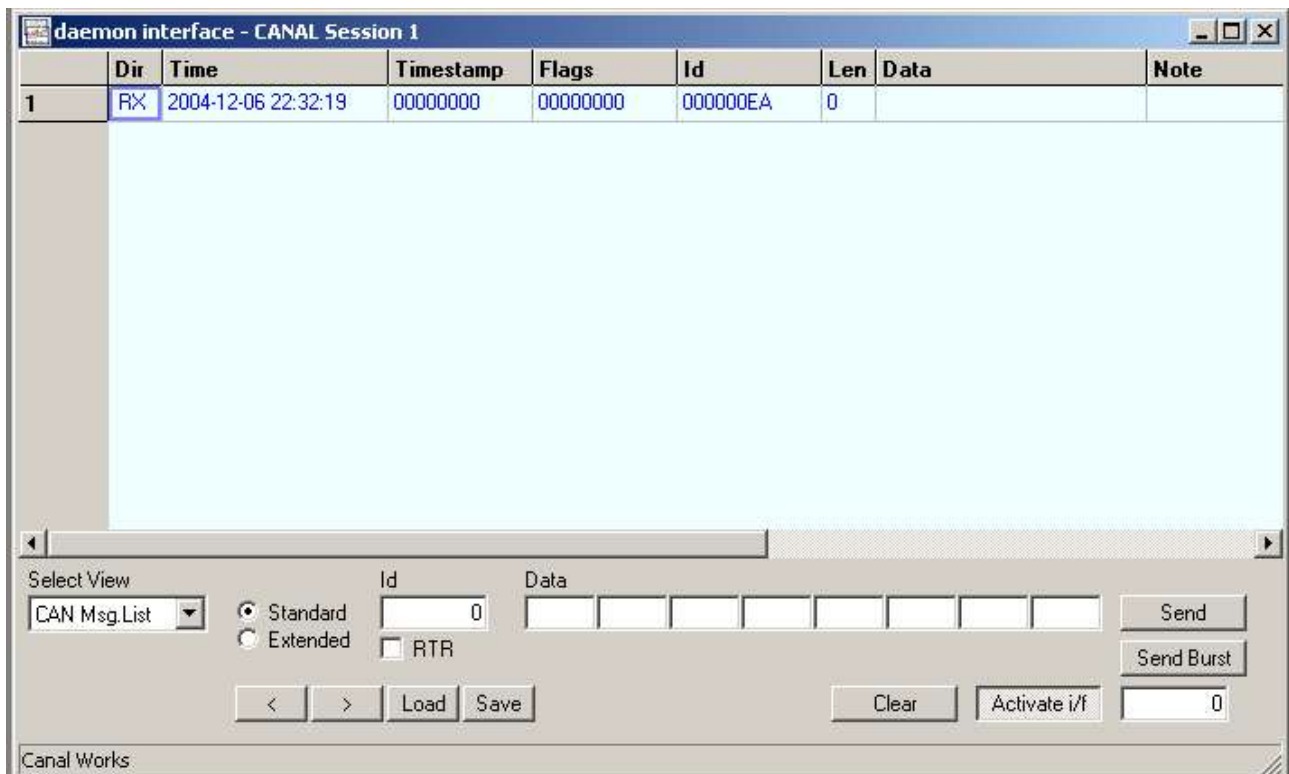 daemon interface - CANAL Session 1
Dir Time Timestamp Flags Id Len Data Note
1 RX 2004-12-06 22:32:19 00000000 00000000 000000EA 0
Select View Id Data
CAN Msg.List Standard 0 Send
Extended RTR Send Burst
< > Load Save Clear Activate i/f 0
Canal Works